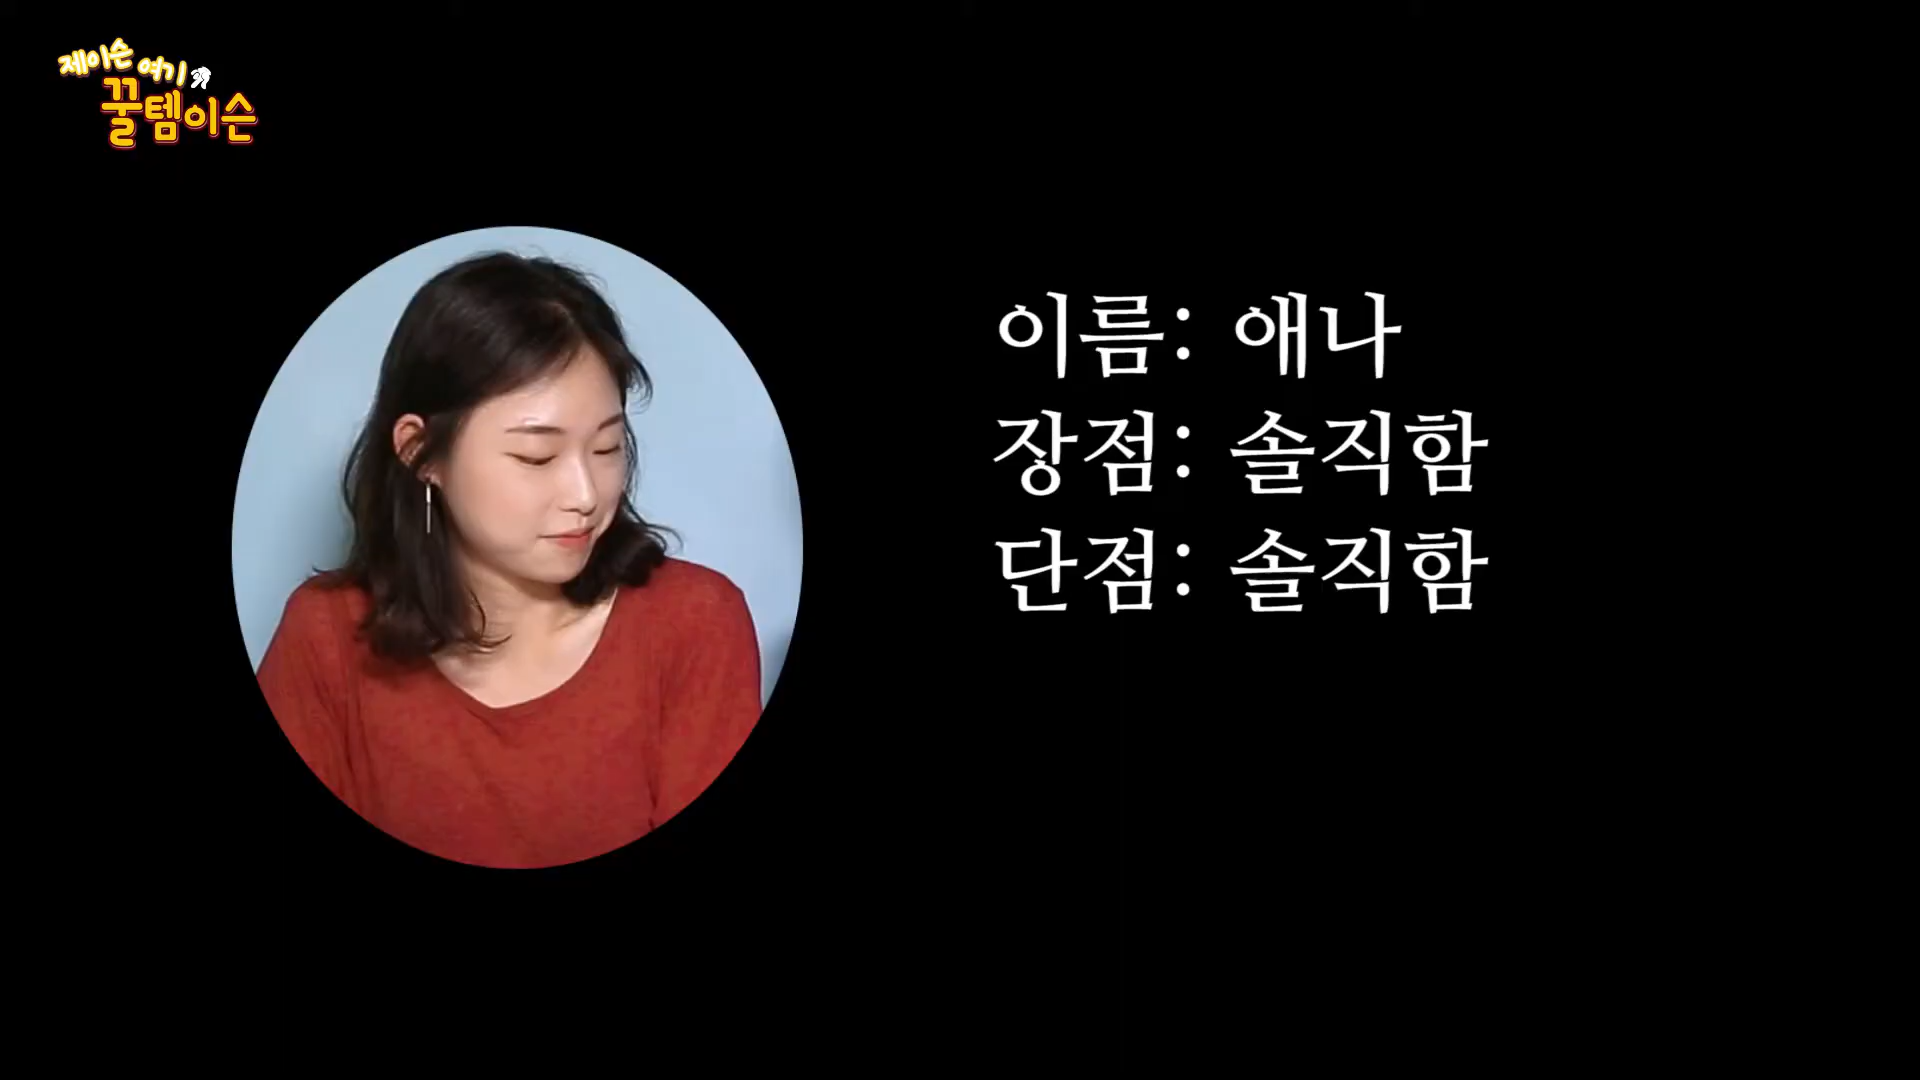 제이슨 여기
꿀템이슨
이름: 애나
장점: 솔직함
단점: 솔직함